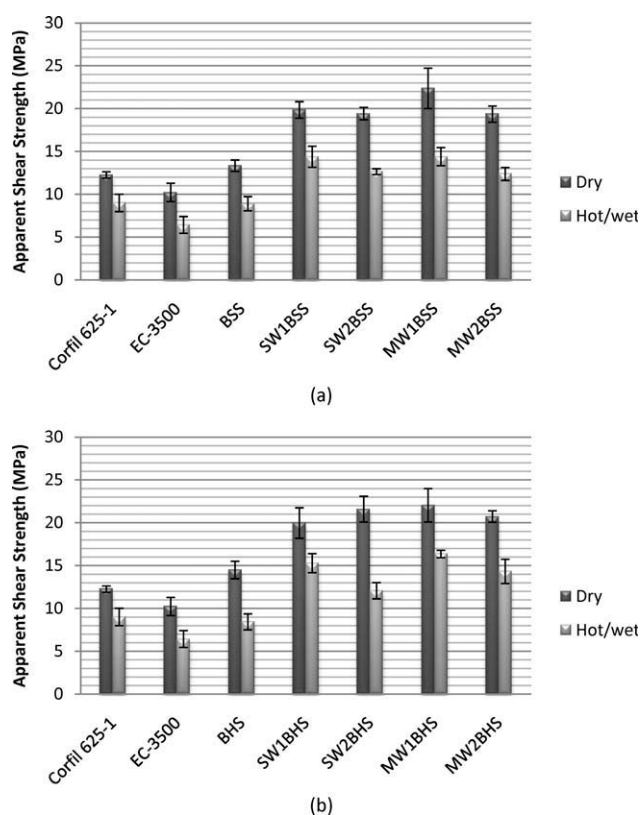 30
25
20
15
10
5
0
Apparent Shear Strength (MPa)
Corfil 625-1
EC-3500
BSS
SW1BSS
SW2BSS
MW1BSS
MW2BSS
Dry
Hot/wet
(a)
30
25
20
15
10
5
0
Apparent Shear Strength (MPa)
Corfil 625-1
EC-3500
BHS
SW1BHS
SW2BHS
MW1BHS
MW2BHS
Dry
Hot/wet
(b)